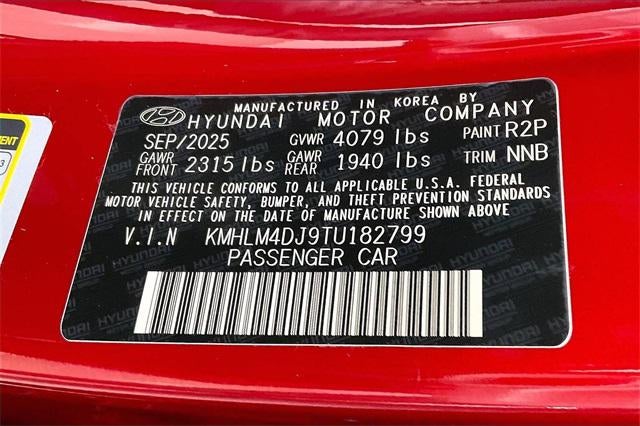 MANUFACTURED IN KOREA BY
HYUNDAI MOTOR COMPANY
SEP/2025 GVWR 4079 lbs PAINT R2P
GAWR FRONT 2315 lbs GAWR REAR 1940 lbs TRIM NNB
THIS VEHICLE CONFORMS TO ALL APPLICABLE U.S.A. FEDERAL
MOTOR VEHICLE SAFETY, BUMPER, AND THEFT PREVENTION STANDARDS
IN EFFECT ON THE DATE OF MANUFACTURE SHOWN ABOVE.
V.I.N KMHLM4DJ9TU182799
PASSENGER CAR